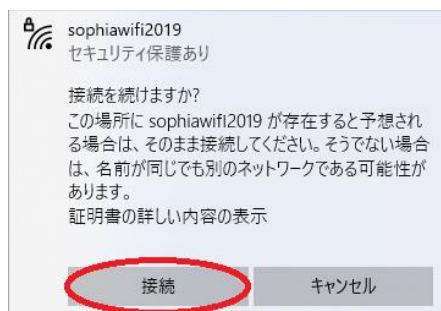 sophiawifi2019
セキュリティ保護あり
接続を続けますか?
この場所に sophiawifi2019 が存在すると予想され
る場合は、そのまま接続してください。そうでない場合
は、名前が同じでも別のネットワークである可能性が
あります。
証明書の詳しい内容の表示
接続 キャンセル